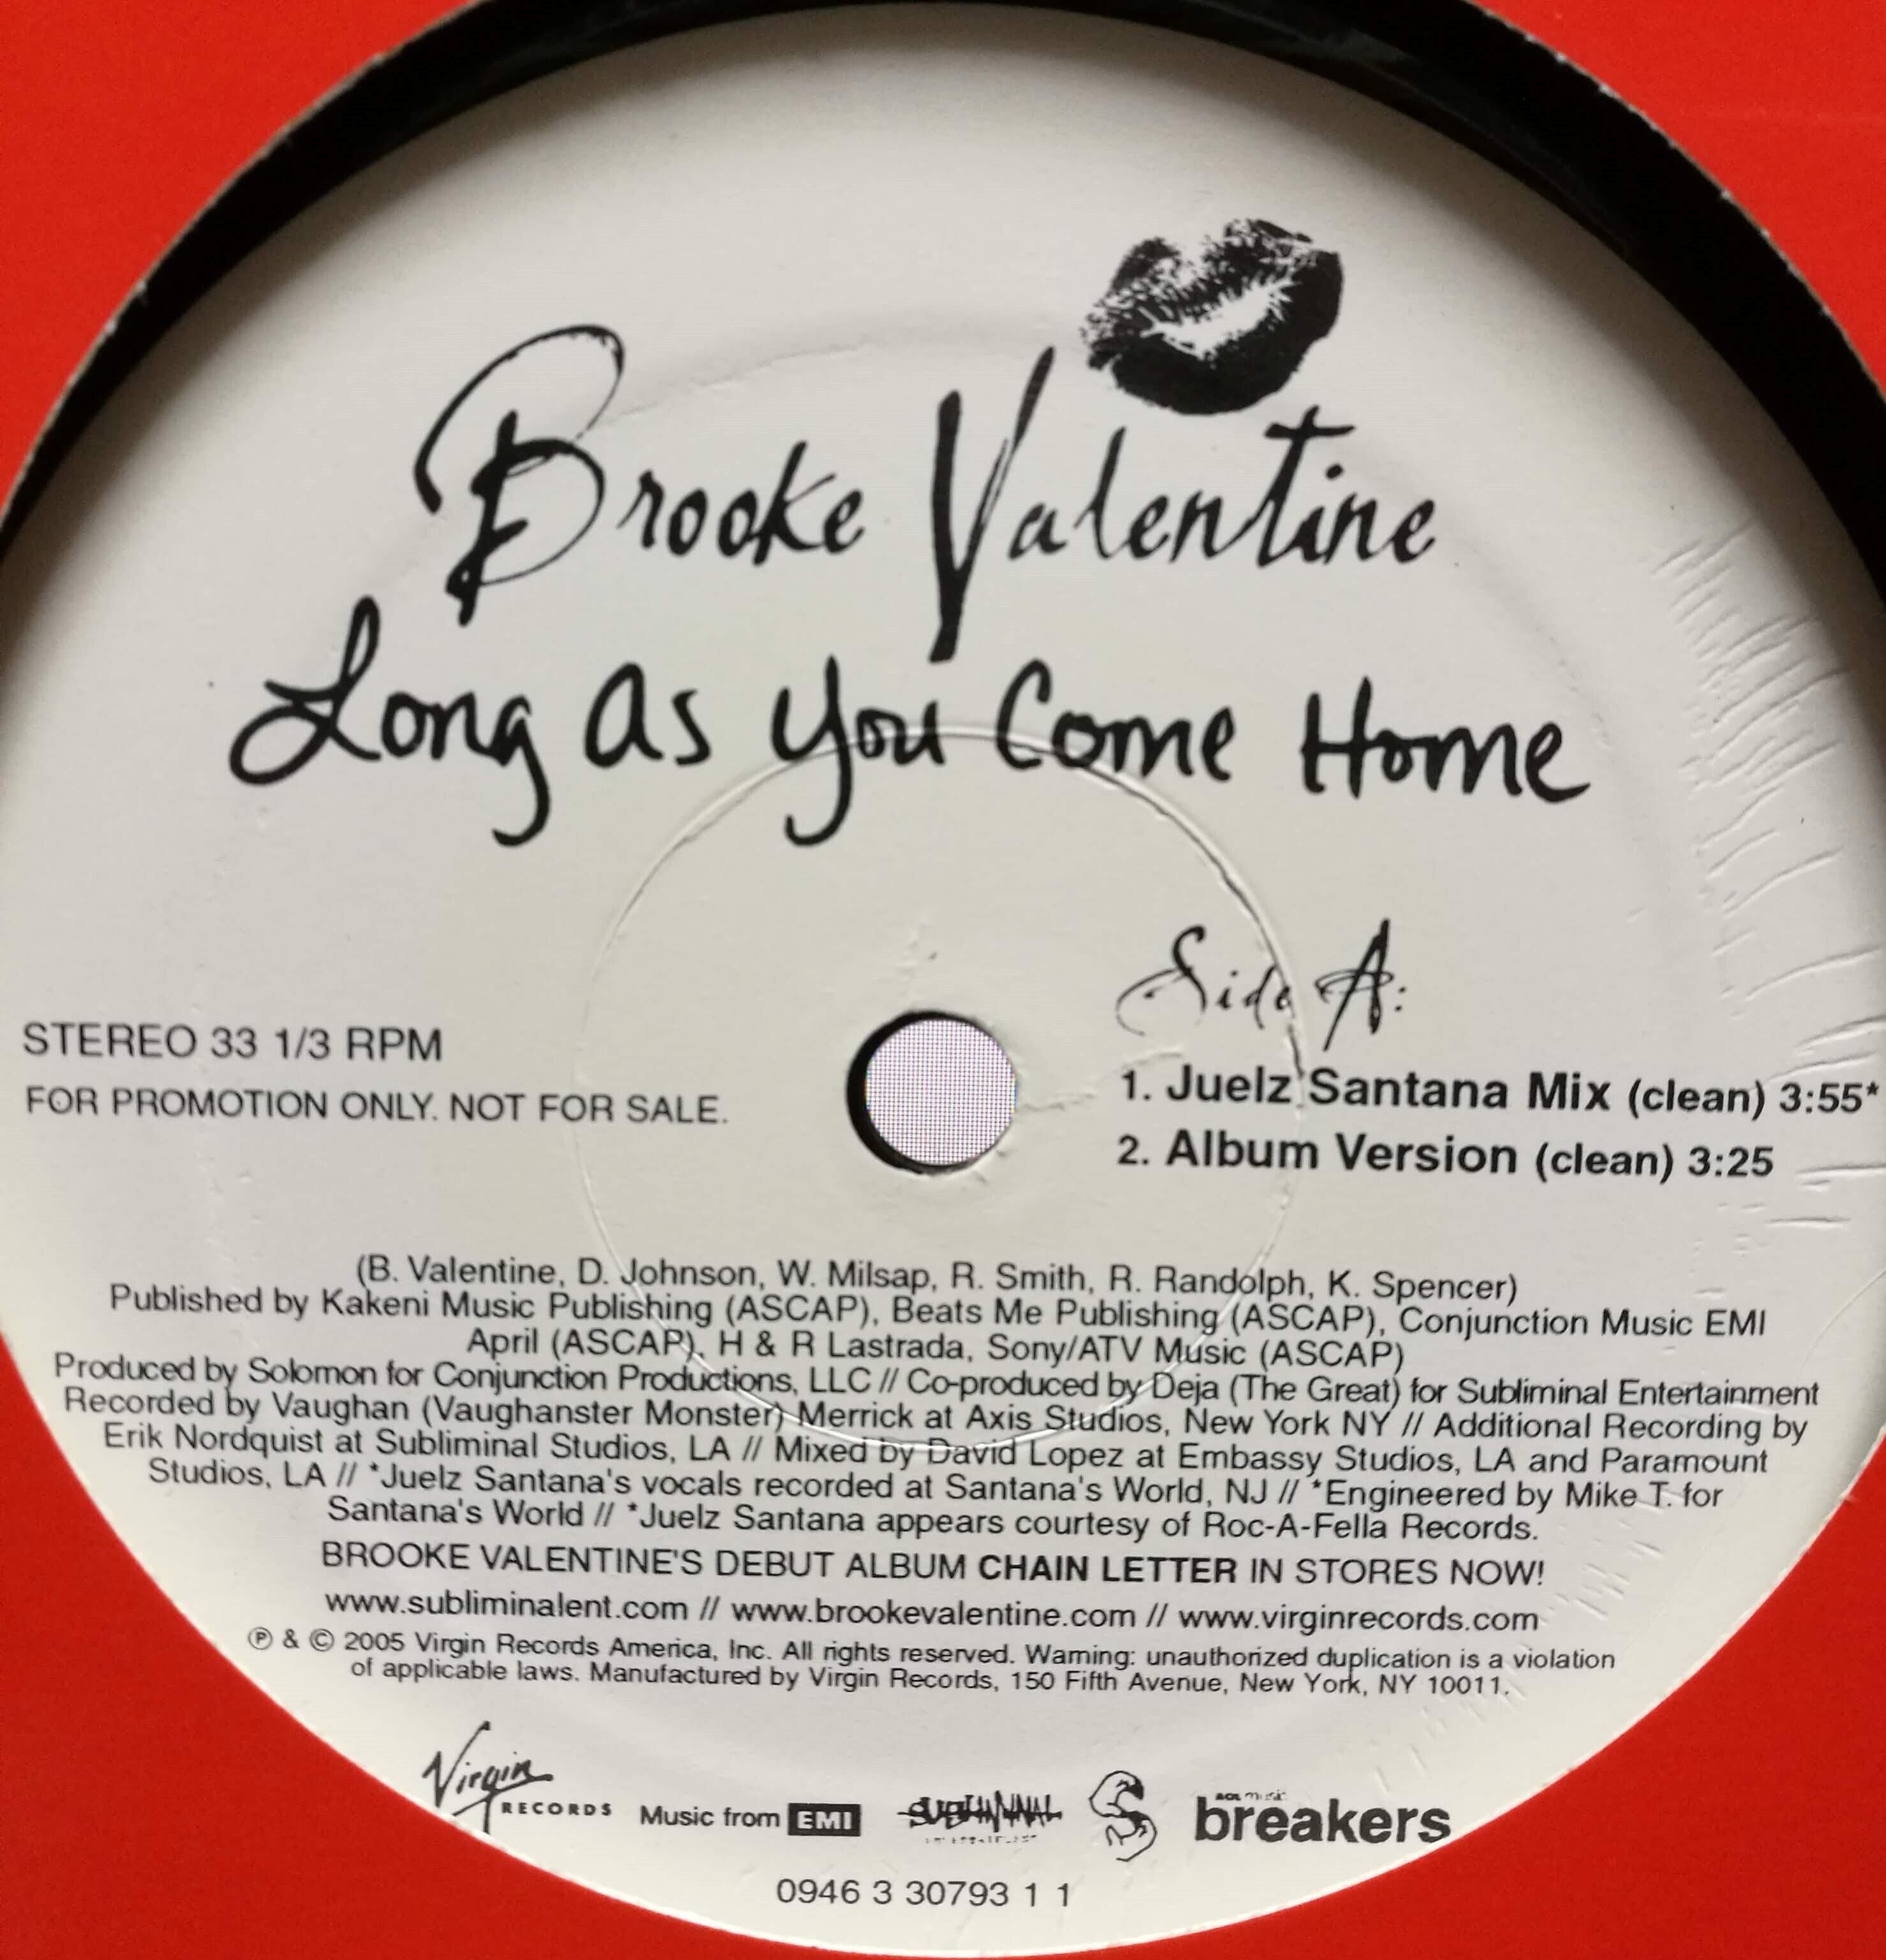 Brooke Valentine
Long As You Come Home
Side A:
STEREO 33 1/3 RPM
FOR PROMOTION ONLY. NOT FOR SALE.
1. Juelz Santana Mix (clean) 3:55*
2. Album Version (clean) 3:25
(B. Valentine, D. Johnson, W. Milsap, R. Smith, R. Randolph, K. Spencer)
Published by Kakeni Music Publishing (ASCAP), Beats Me Publishing (ASCAP), Conjunction Music EMI
April (ASCAP), H & R Lastrada, Sony/ATV Music (ASCAP)
Produced by Solomon for Conjunction Productions, LLC // Co-produced by Deja (The Great) for Subliminal Entertainment
Recorded by Vaughan (Vaughanster Monster) Merrick at Axis Studios, New York NY // Additional Recording by
Erik Nordquist at Subliminal Studios, LA // Mixed by David Lopez at Embassy Studios, LA and Paramount
Studios, LA // *Juelz Santana's vocals recorded at Santana's World, NJ // *Engineered by Mike T. for
Santana's World // *Juelz Santana appears courtesy of Roc-A-Fella Records.
BROOKE VALENTINE'S DEBUT ALBUM CHAIN LETTER IN STORES NOW!
www.subliminalent.com // www.brookevalentine.com // www.virginrecords.com
℗ & © 2005 Virgin Records America, Inc. All rights reserved. Warning: unauthorized duplication is a violation
of applicable laws. Manufactured by Virgin Records, 150 Fifth Avenue, New York, NY 10011.
Virgin
RECORDS
Music from EMI
SUBLIMINAL
S
AOL music
breakers
0946 3 30793 1 1